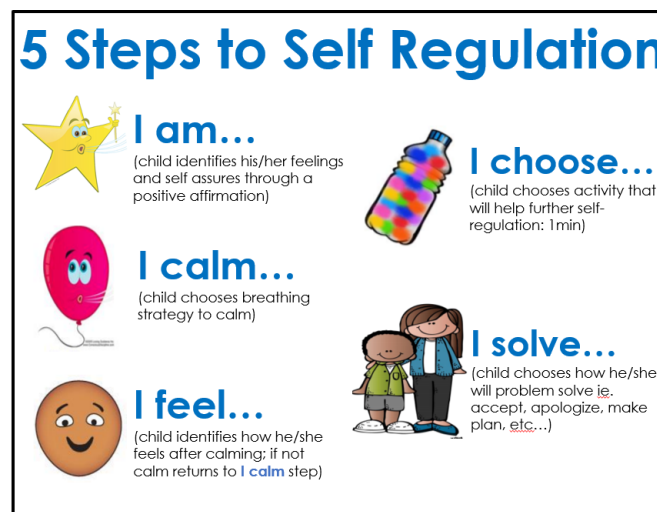 5 Steps to Self Regulation
I am...
(child identifies his/her feelings
and self assures through a
positive affirmation)
I calm...
(child chooses breathing
strategy to calm)
I feel...
(child identifies how he/she
feels after calming; if not
calm returns to I calm step)
I choose...
(child chooses activity that
will help further self-
regulation: 1min)
I solve...
(child chooses how he/she
will problem solve ie.
accept, apologize, make
plan, etc...)